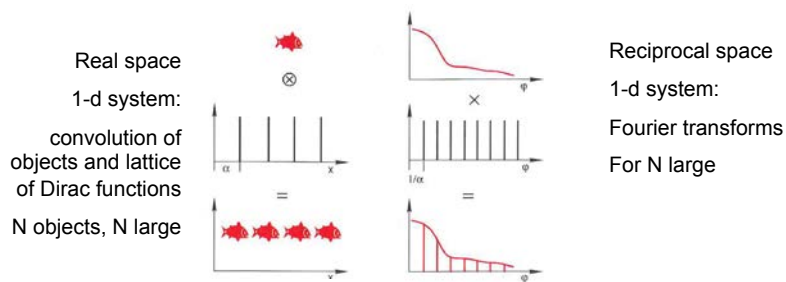 Real space
1-d system:
convolution of
objects and lattice
of Dirac functions
N objects, N large
⊗
α
x
=
x
φ
×
1/α
φ
=
φ
Reciprocal space
1-d system:
Fourier transforms
For N large